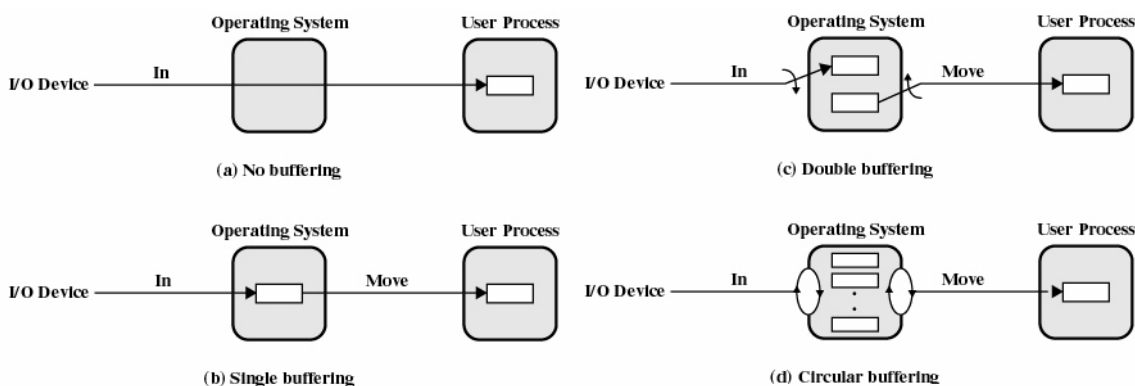 Operating System
User Process
In
I/O Device
(a) No buffering
Operating System
User Process
In
Move
I/O Device
(b) Single buffering
Operating System
User Process
In
Move
I/O Device
(c) Double buffering
Operating System
User Process
In
Move
I/O Device
(d) Circular buffering